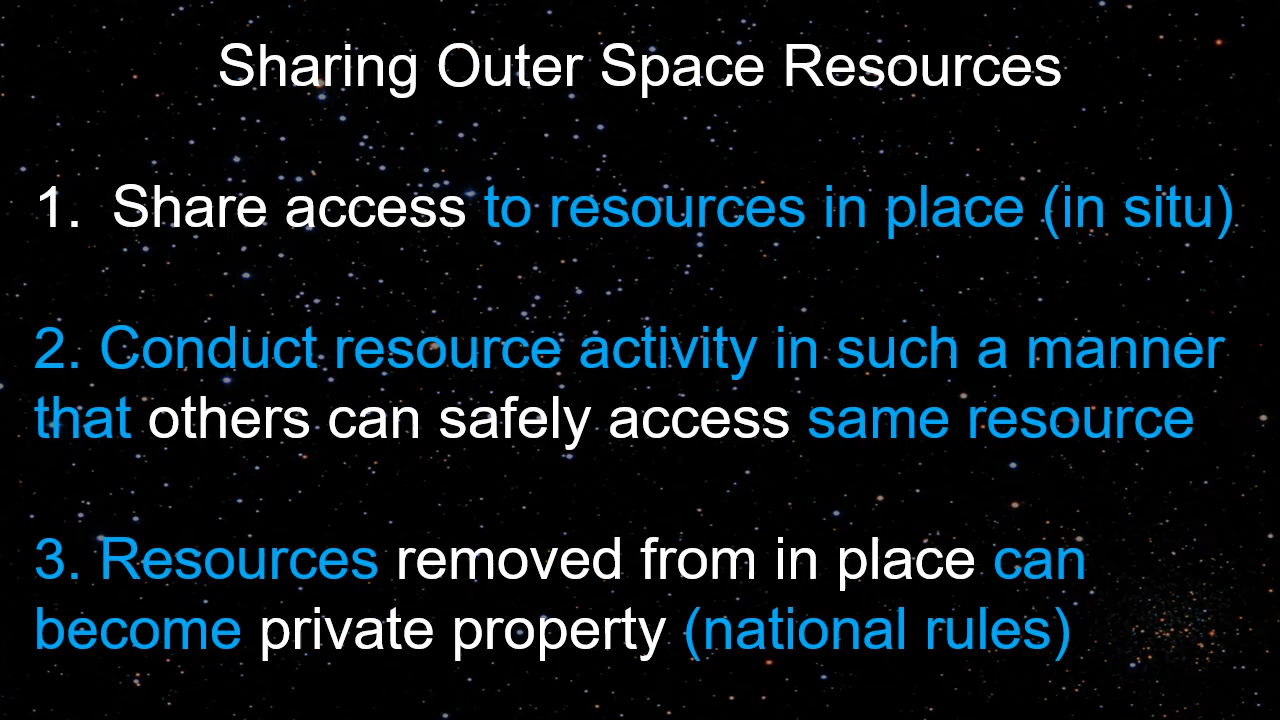 Sharing Outer Space Resources
1. Share access to resources in place (in situ)
2. Conduct resource activity in such a manner
that others can safely access same resource
3. Resources removed from in place can
become private property (national rules)